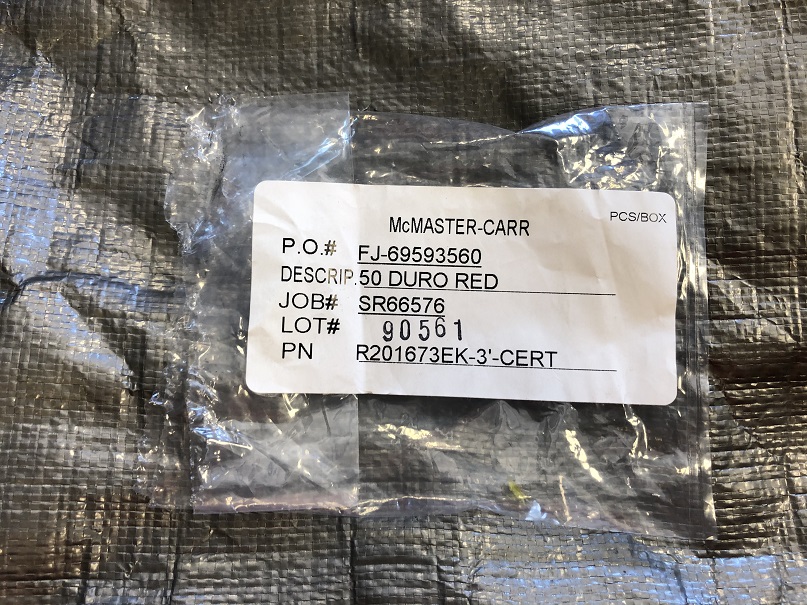 McMASTER-CARR
PCS/BOX
P.O.# FJ-69593560
DESCRIP. 50 DURO RED
JOB# SR66576
LOT# 90561
PN R201673EK-3'-CERT